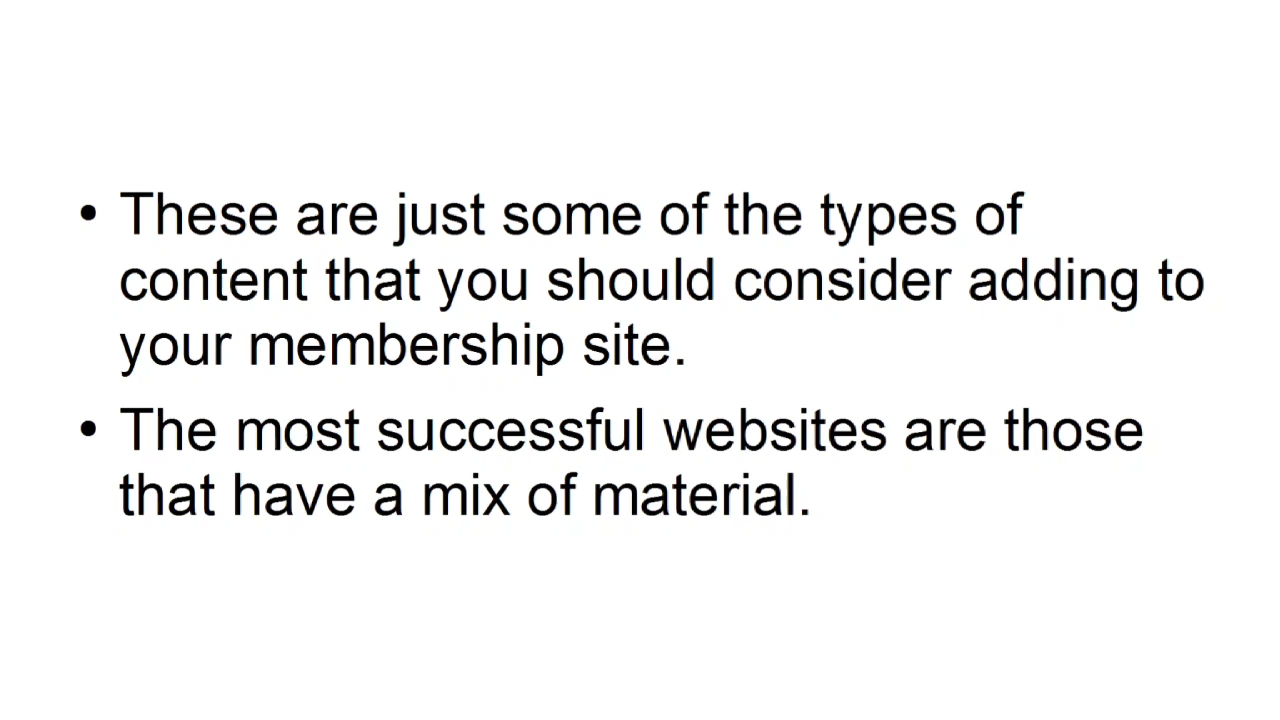 • These are just some of the types of
content that you should consider adding to
your membership site.
• The most successful websites are those
that have a mix of material.